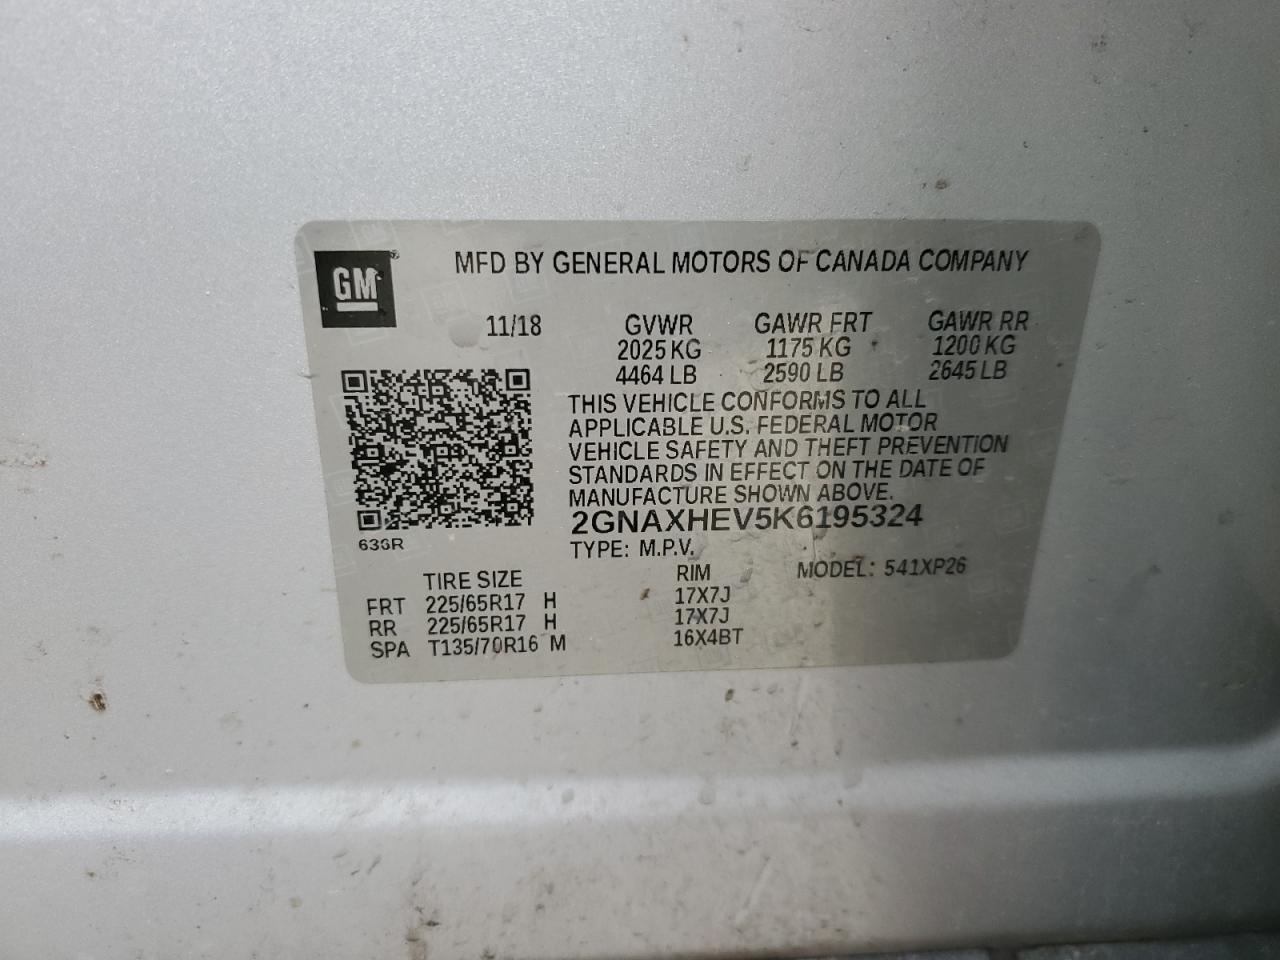 GM
MFD BY GENERAL MOTORS OF CANADA COMPANY
11/18 GVWR GAWR FRT GAWR RR
2025 KG 1175 KG 1200 KG
4464 LB 2590 LB 2645 LB
THIS VEHICLE CONFORMS TO ALL
APPLICABLE U.S. FEDERAL MOTOR
VEHICLE SAFETY AND THEFT PREVENTION
STANDARDS IN EFFECT ON THE DATE OF
MANUFACTURE SHOWN ABOVE.
2GNAXHEV5K6195324
636R
TYPE: M.P.V. MODEL: 541XP26
TIRE SIZE RIM
FRT 225/65R17 H 17X7J
RR 225/65R17 H 17X7J
SPA T135/70R16 M 16X4BT